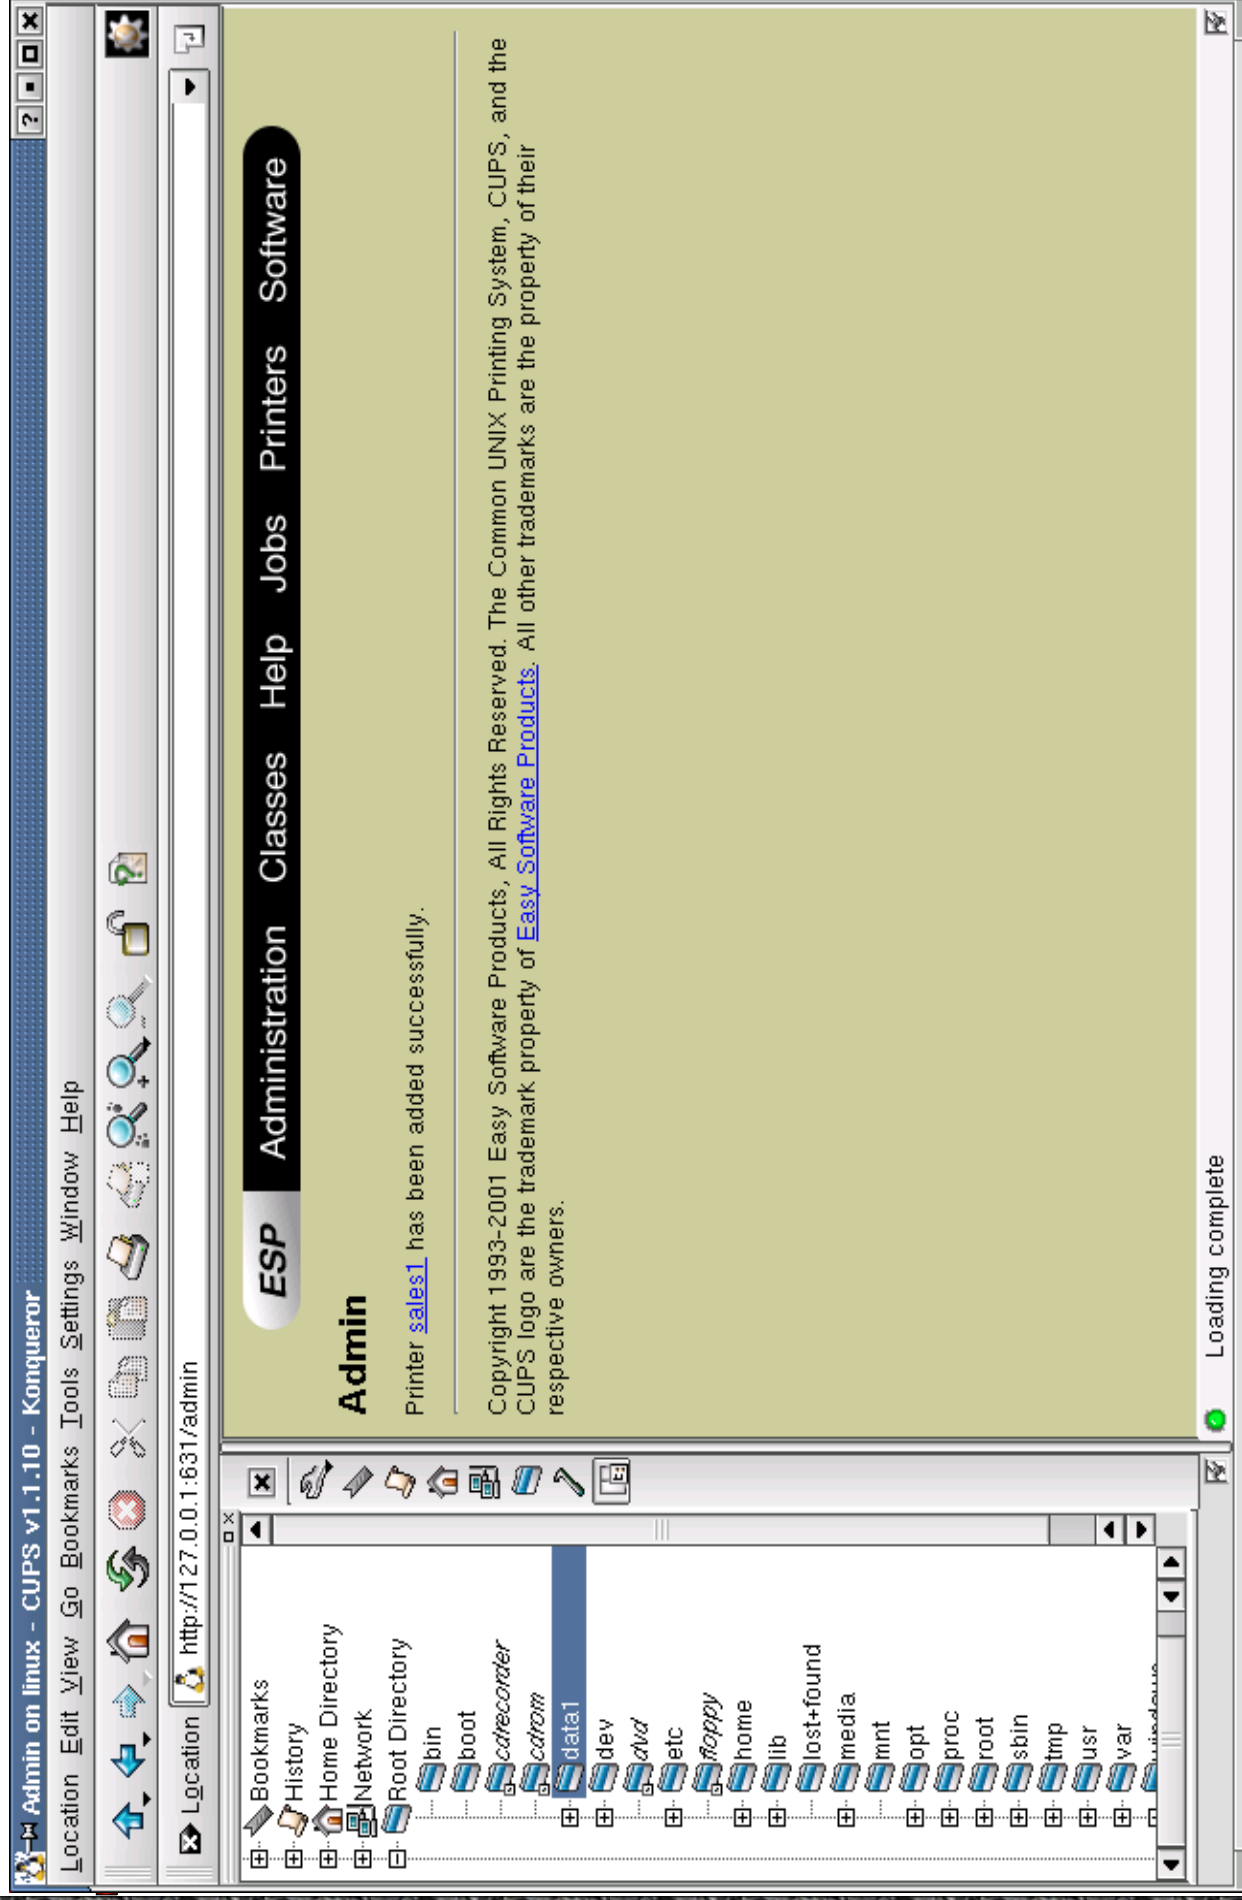 Admin on linux - CUPS v1.1.10 - Konqueror
Location Edit View Go Bookmarks Tools Settings Window Help
Location http://127.0.0.1:631/admin
Bookmarks
History
Home Directory
Network
Root Directory
bin
boot
cdrecorder
cdrom
data1
dev
dvd
etc
floppy
home
lib
lost+found
media
mnt
opt
proc
root
sbin
tmp
usr
var
ESP Administration Classes Help Jobs Printers Software
Admin
Printer sales1 has been added successfully.
Copyright 1993-2001 Easy Software Products, All Rights Reserved. The Common UNIX Printing System, CUPS, and the
CUPS logo are the trademark property of Easy Software Products. All other trademarks are the property of their
respective owners.
Loading complete